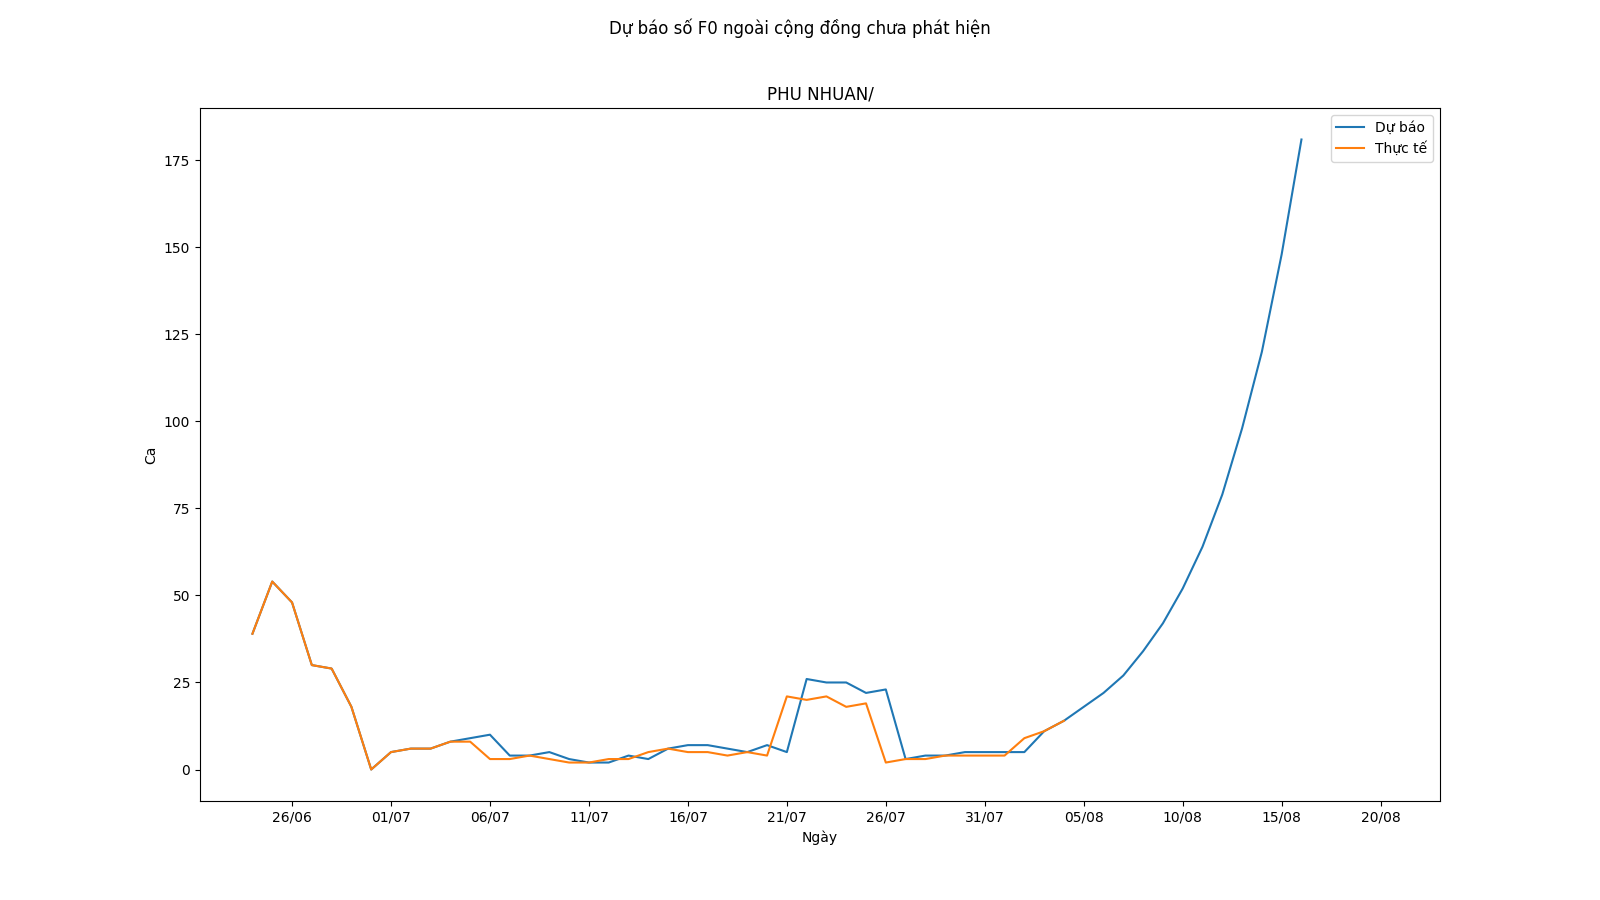 Dự báo số F0 ngoài cộng đồng chưa phát hiện
PHU NHUAN/
Dự báo
Thực tế
175
150
125
100
75
50
25
0
Ca
26/06 01/07 06/07 11/07 16/07 21/07 26/07 31/07 05/08 10/08 15/08 20/08
Ngày